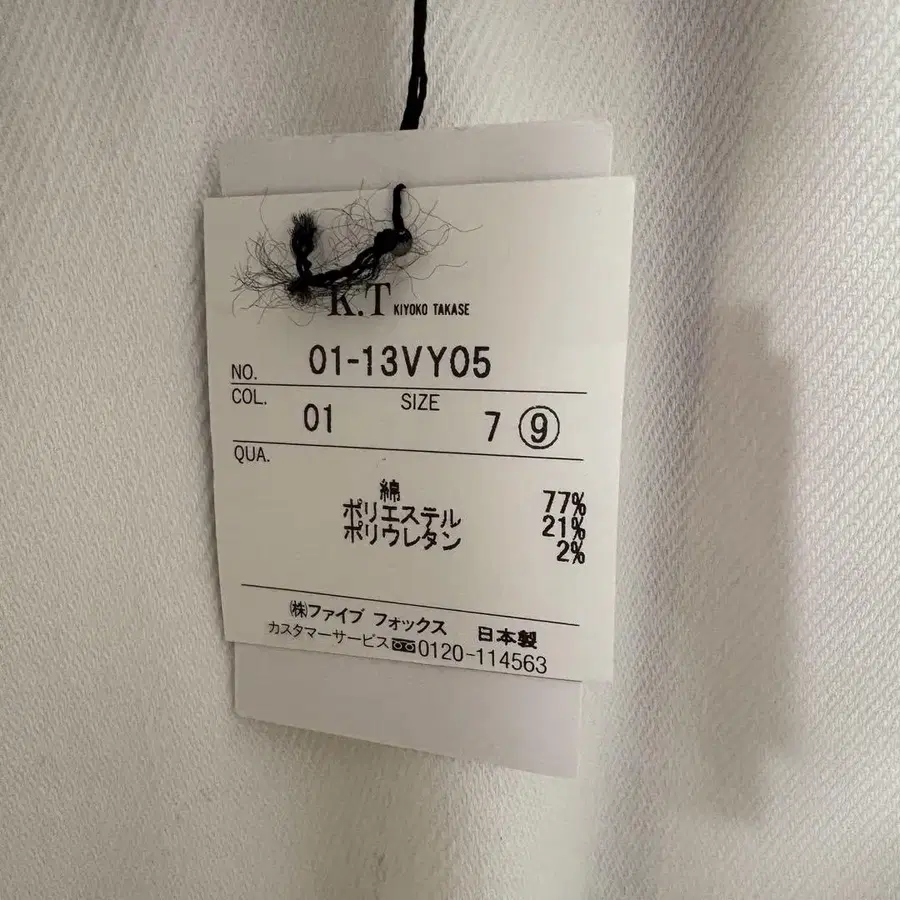 K.T KIYOKO TAKASE
NO. 01-13VY05
COL. 01 SIZE 7 ⑨
QUA.
綿 77%
ポリエステル 21%
ポリウレタン 2%
㈱ファイブ フォックス 日本製
カスタマーサービス 0120-114563